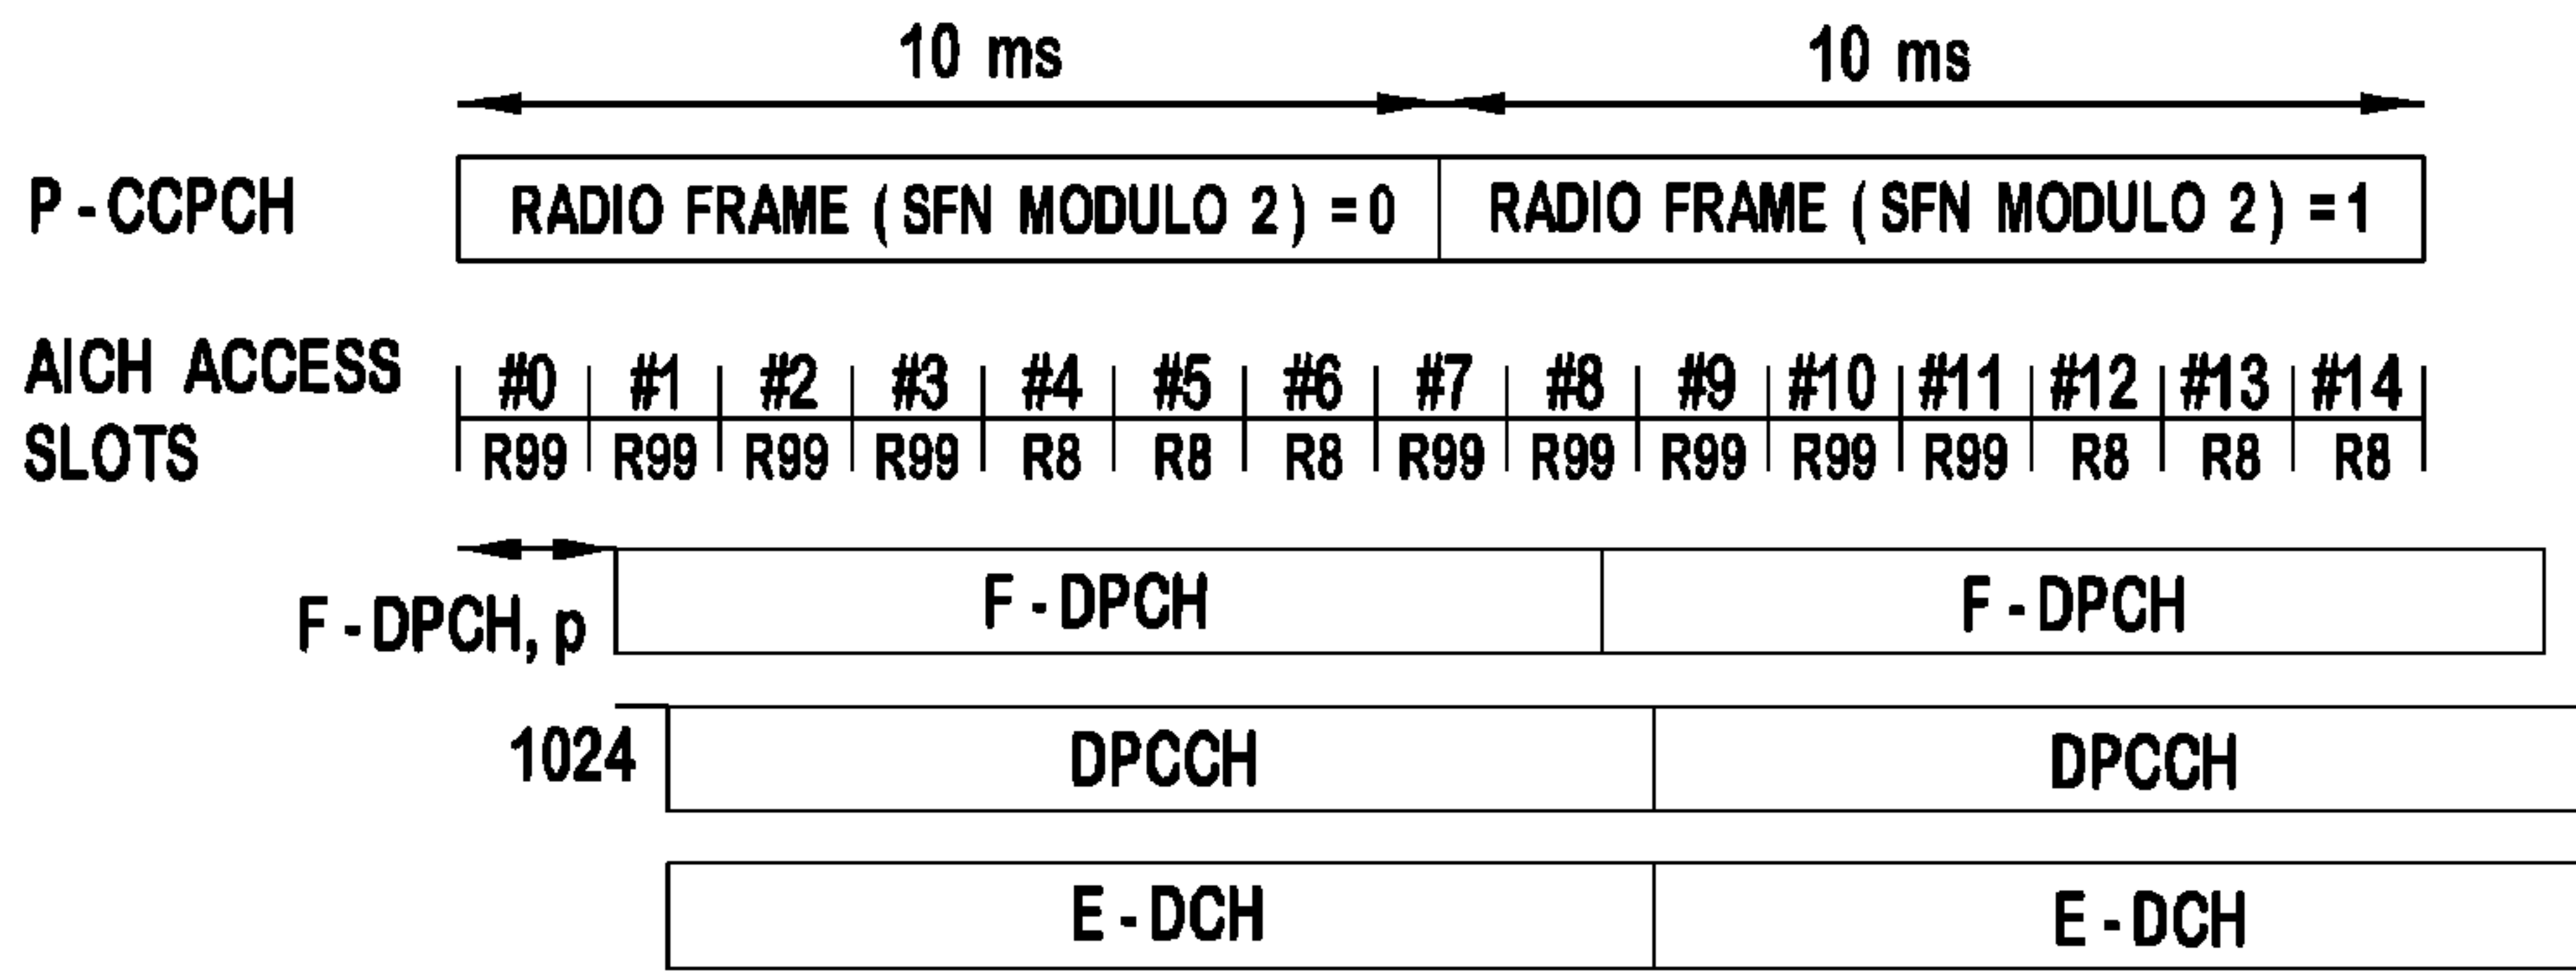 10 ms 10 ms
P-CCPCH RADIO FRAME (SFN MODULO 2) =0 RADIO FRAME (SFN MODULO 2) =1
AICH ACCESS
SLOTS
#0 #1 #2 #3 #4 #5 #6 #7 #8 #9 #10 #11 #12 #13 #14
R99 R99 R99 R99 R8 R8 R8 R99 R99 R99 R99 R99 R8 R8 R8
F-DPCH, p F-DPCH F-DPCH
1024 DPCCH DPCCH
E-DCH E-DCH